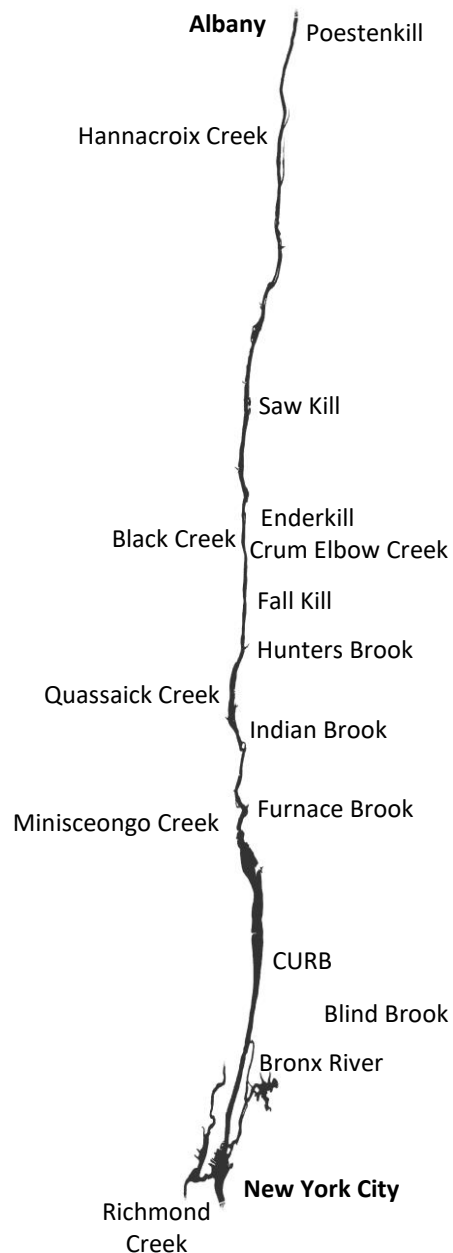 Albany
Poestenkill
Hannacroix Creek
Saw Kill
Enderkill
Black Creek
Crum Elbow Creek
Fall Kill
Hunters Brook
Quassaick Creek
Indian Brook
Furnace Brook
Minisceongo Creek
CURB
Blind Brook
Bronx River
New York City
Richmond
Creek